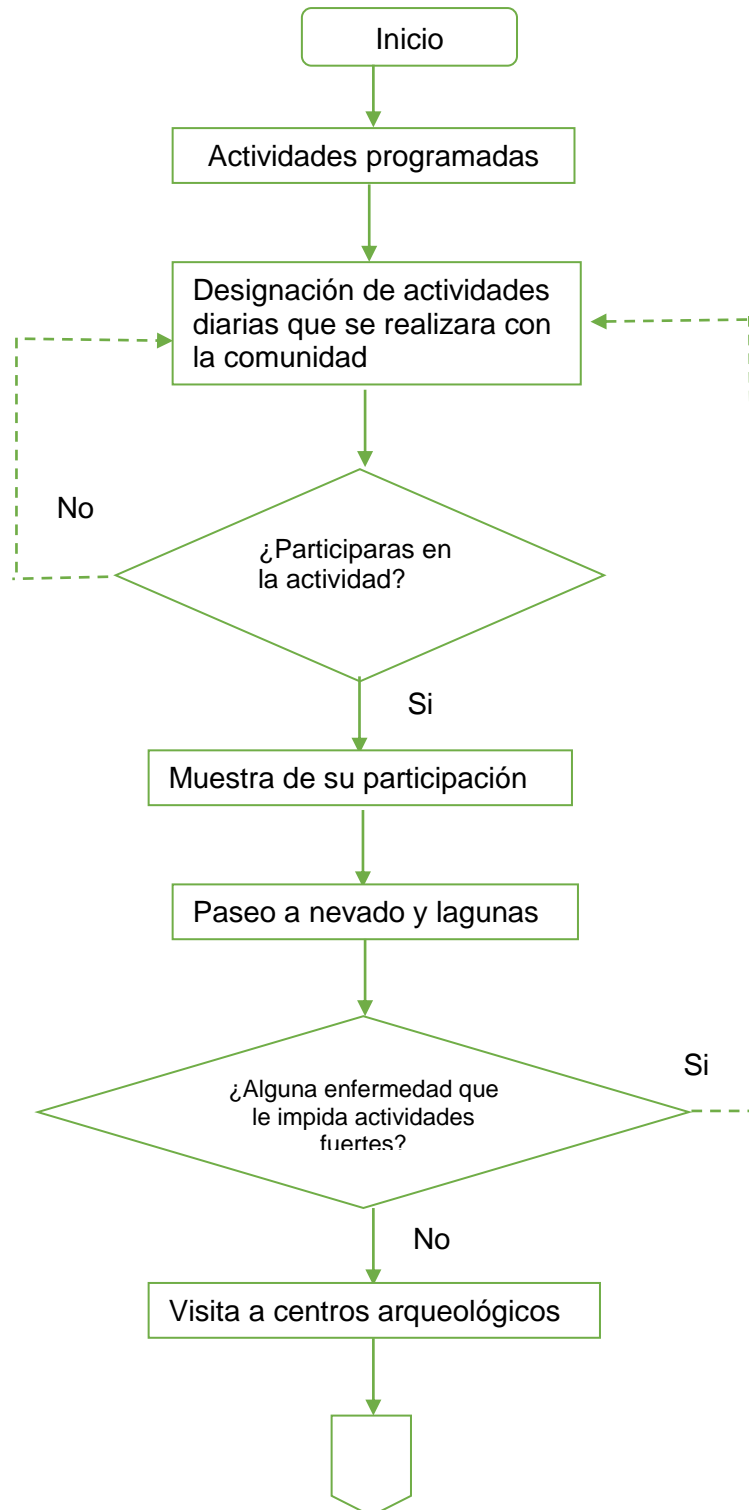 Inicio
Actividades programadas
Designación de actividades
diarias que se realizara con
la comunidad
No
¿Participaras en
la actividad?
Si
Muestra de su participación
Paseo a nevado y lagunas
Si
¿Alguna enfermedad que
le impida actividades
fuertes?
No
Visita a centros arqueológicos